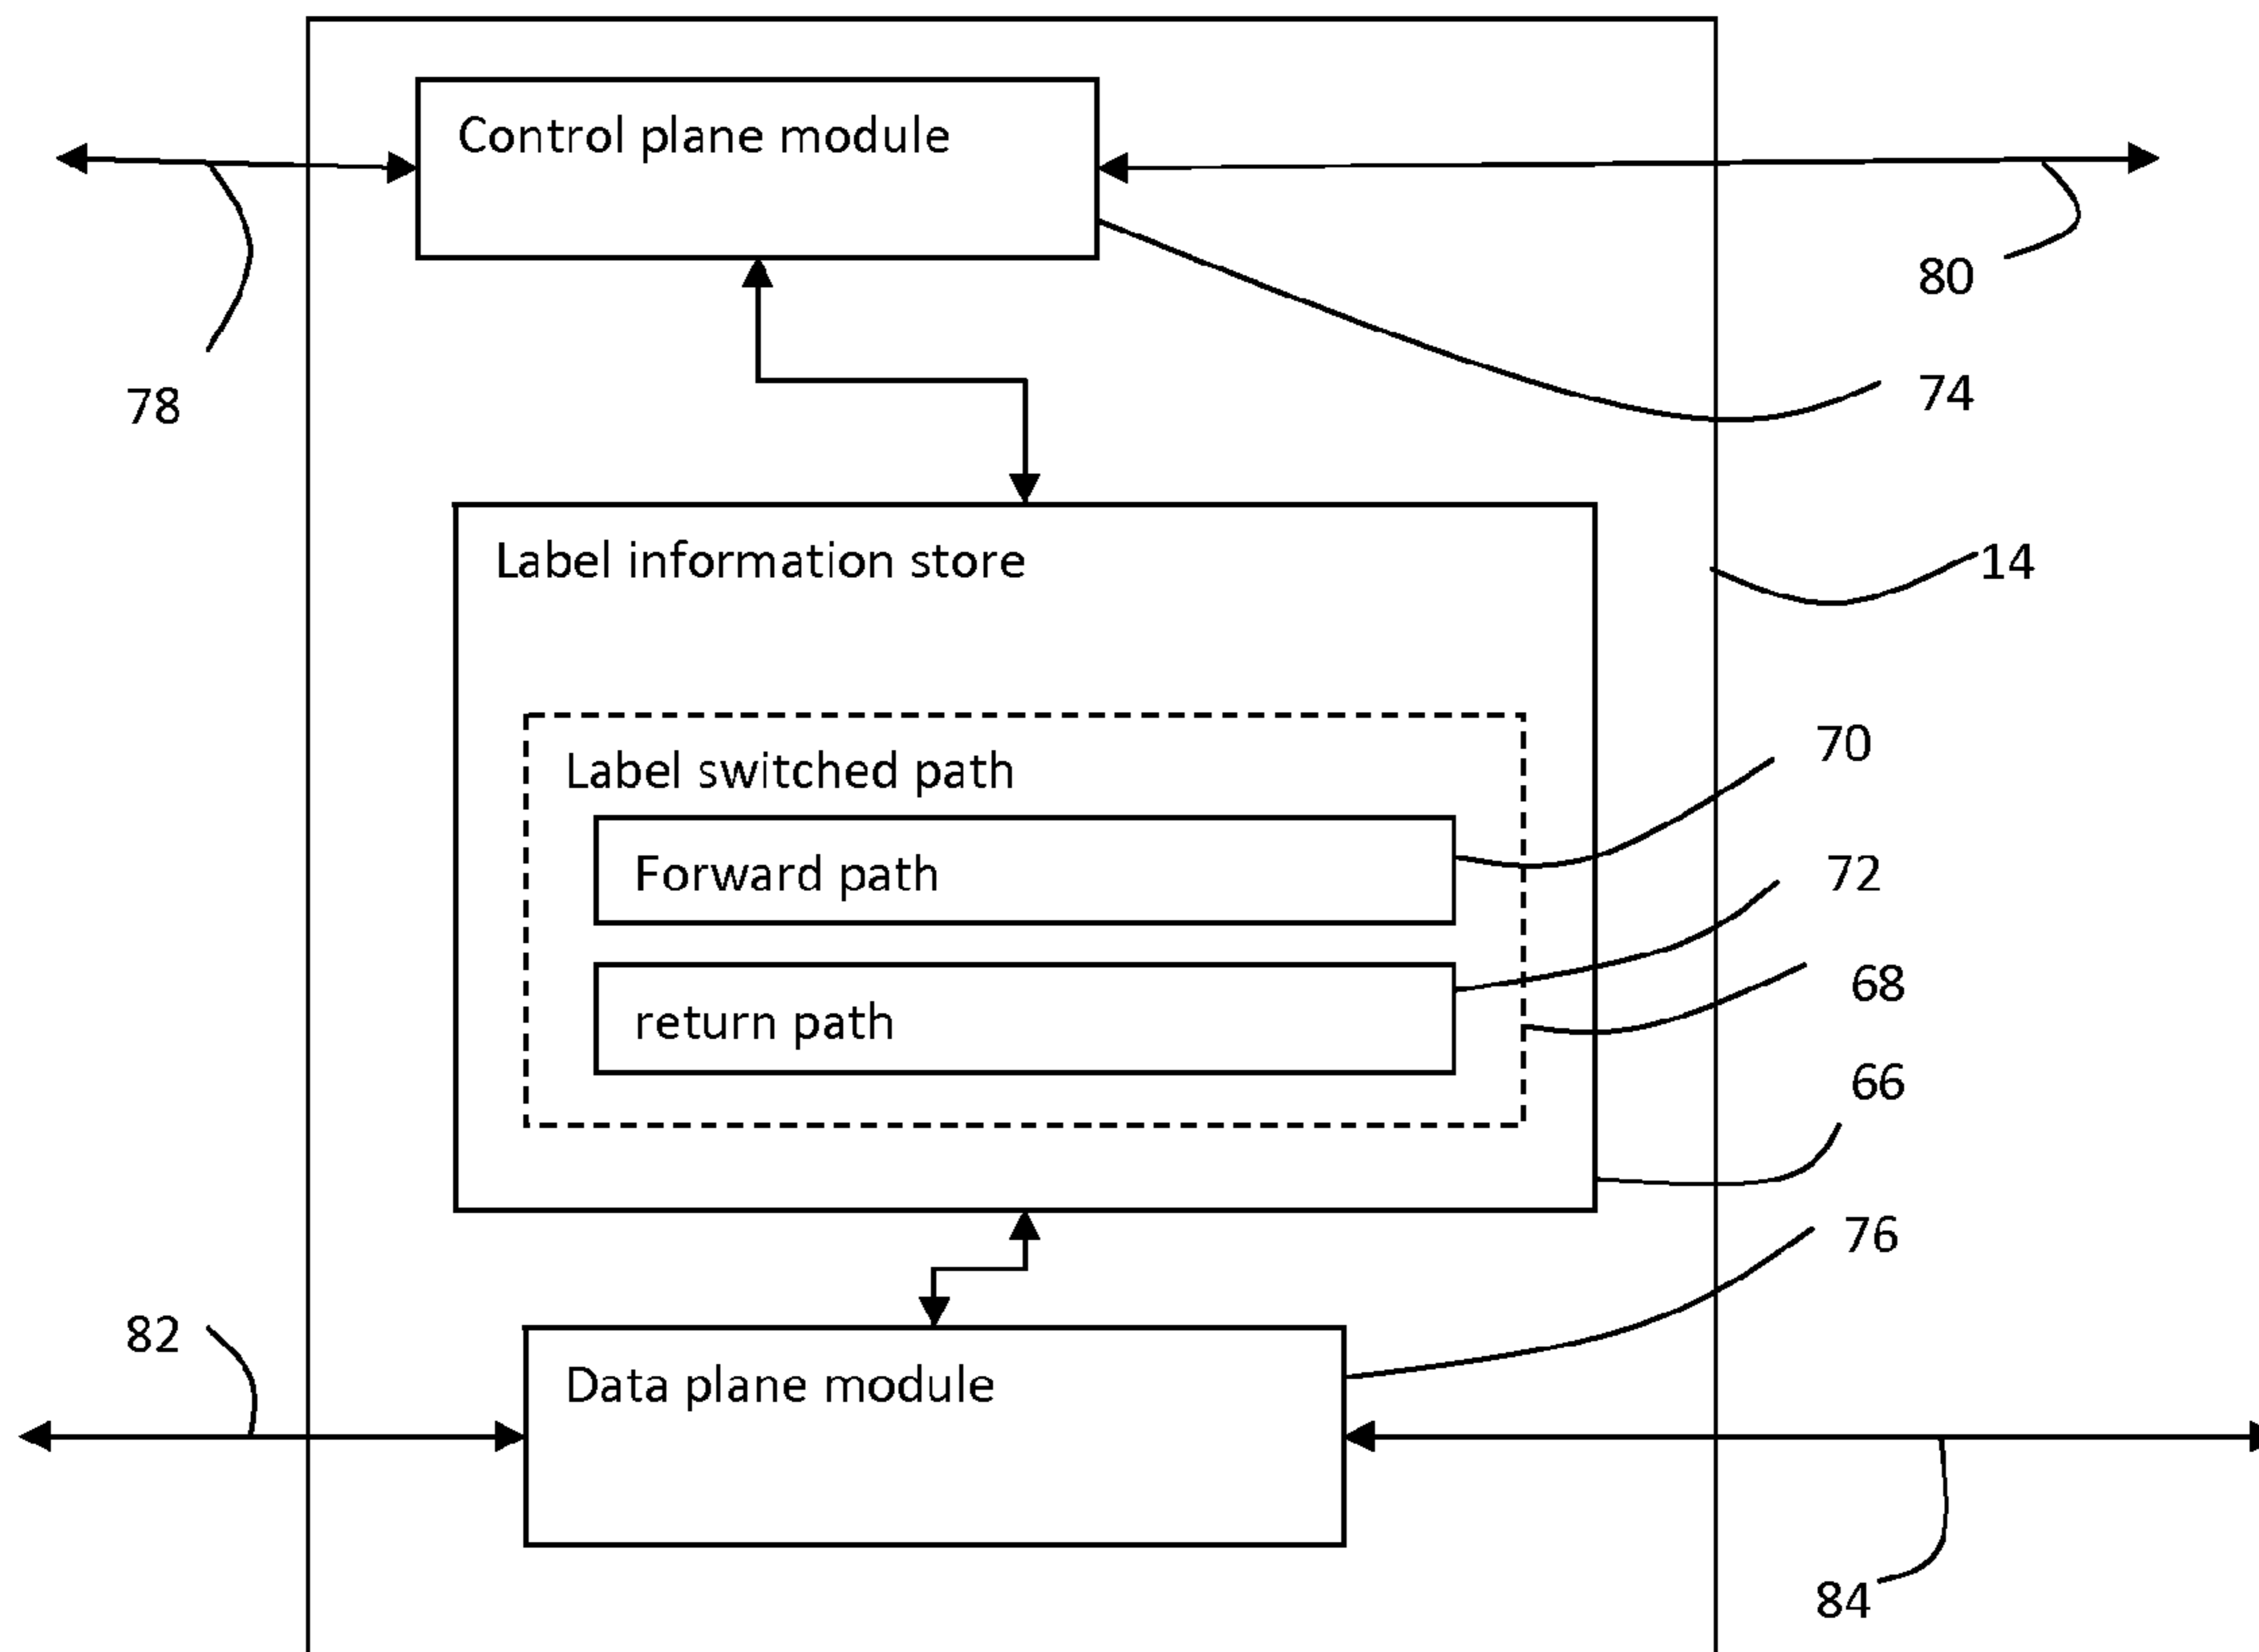 Control plane module
80
78
74
Label information store
14
Label switched path
70
Forward path
72
return path
68
66
76
82
Data plane module
84